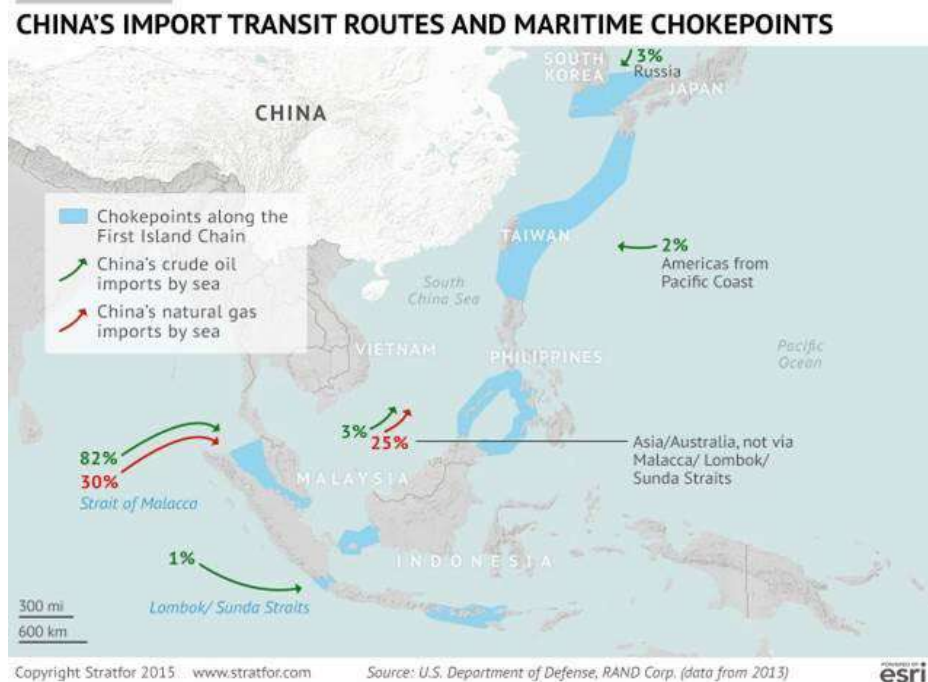 CHINA'S IMPORT TRANSIT ROUTES AND MARITIME CHOKEPOINTS
SOUTH
KOREA
3%
Russia
JAPAN
CHINA
Chokepoints along the
First Island Chain
China's crude oil
imports by sea
China's natural gas
imports by sea
TAIWAN
2%
Americas from
Pacific Coast
South
China Sea
VIETNAM
PHILIPPINES
Pacific
Ocean
3%
25%
Asia/Australia, not via
Malacca/ Lombok/
Sunda Straits
82%
30%
Strait of Malacca
MALAYSIA
1%
INDONESIA
Lombok/ Sunda Straits
300 mi
600 km
Copyright Stratfor 2015 www.stratfor.com Source: U.S. Department of Defense, RAND Corp. (data from 2013)
POWERED BY
esri